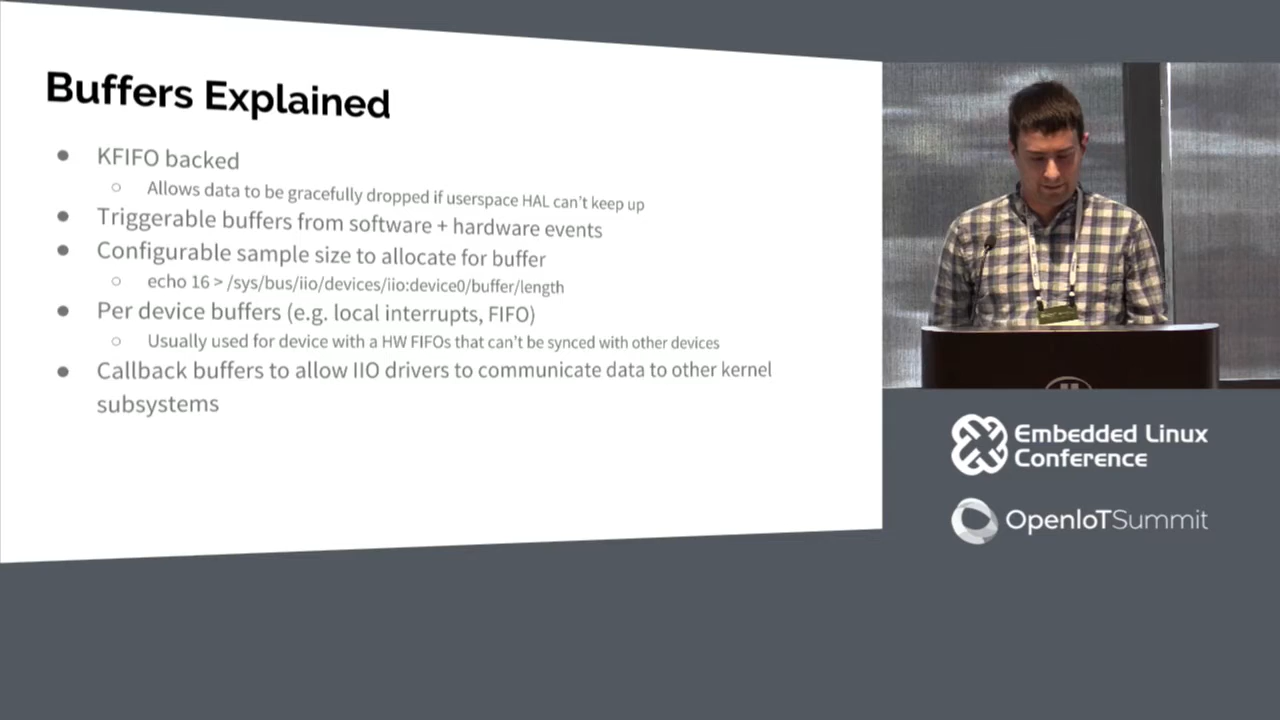 Buffers Explained
● KFIFO backed
○ Allows data to be gracefully dropped if userspace HAL can't keep up
● Triggerable buffers from software + hardware events
● Configurable sample size to allocate for buffer
○ echo 16 > /sys/bus/iio/devices/iio:device0/buffer/length
● Per device buffers (e.g. local interrupts, FIFO)
○ Usually used for device with a HW FIFOs that can't be synced with other devices
● Callback buffers to allow IIO drivers to communicate data to other kernel
subsystems
Embedded Linux
Conference
OpenIoTSummit